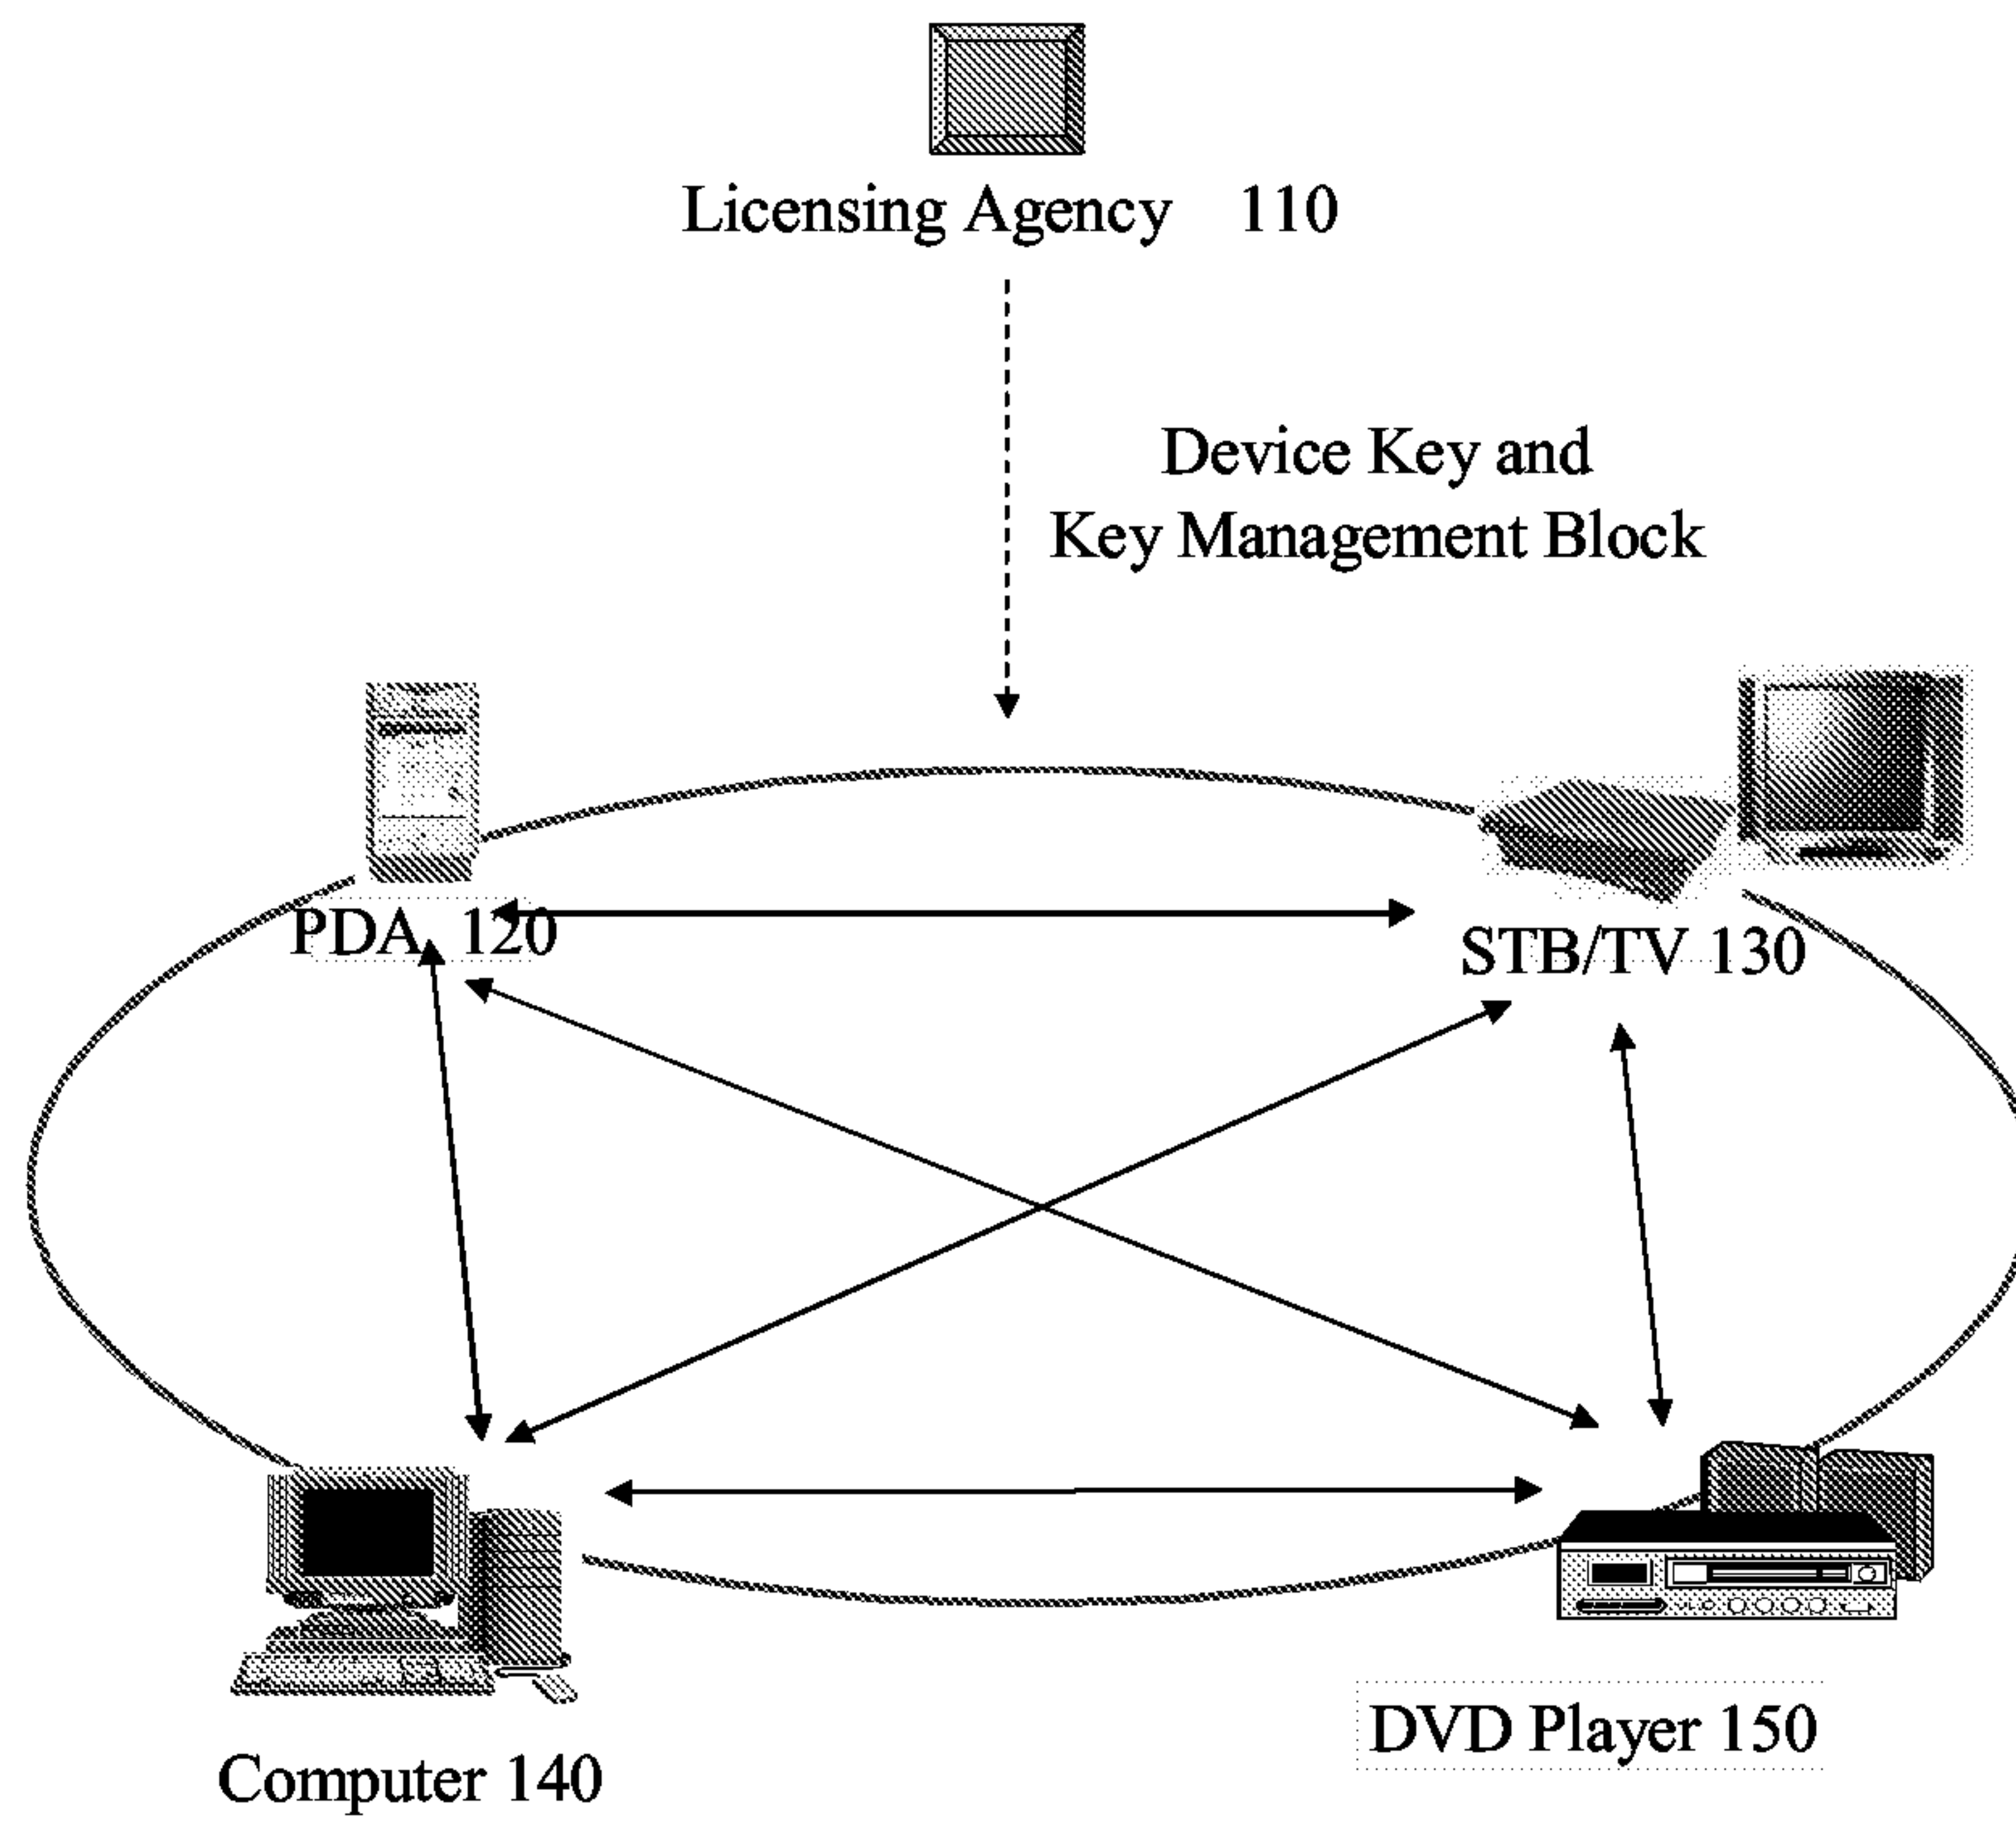 Licensing Agency 110
Device Key and
Key Management Block
PDA 120
STB/TV 130
DVD Player 150
Computer 140